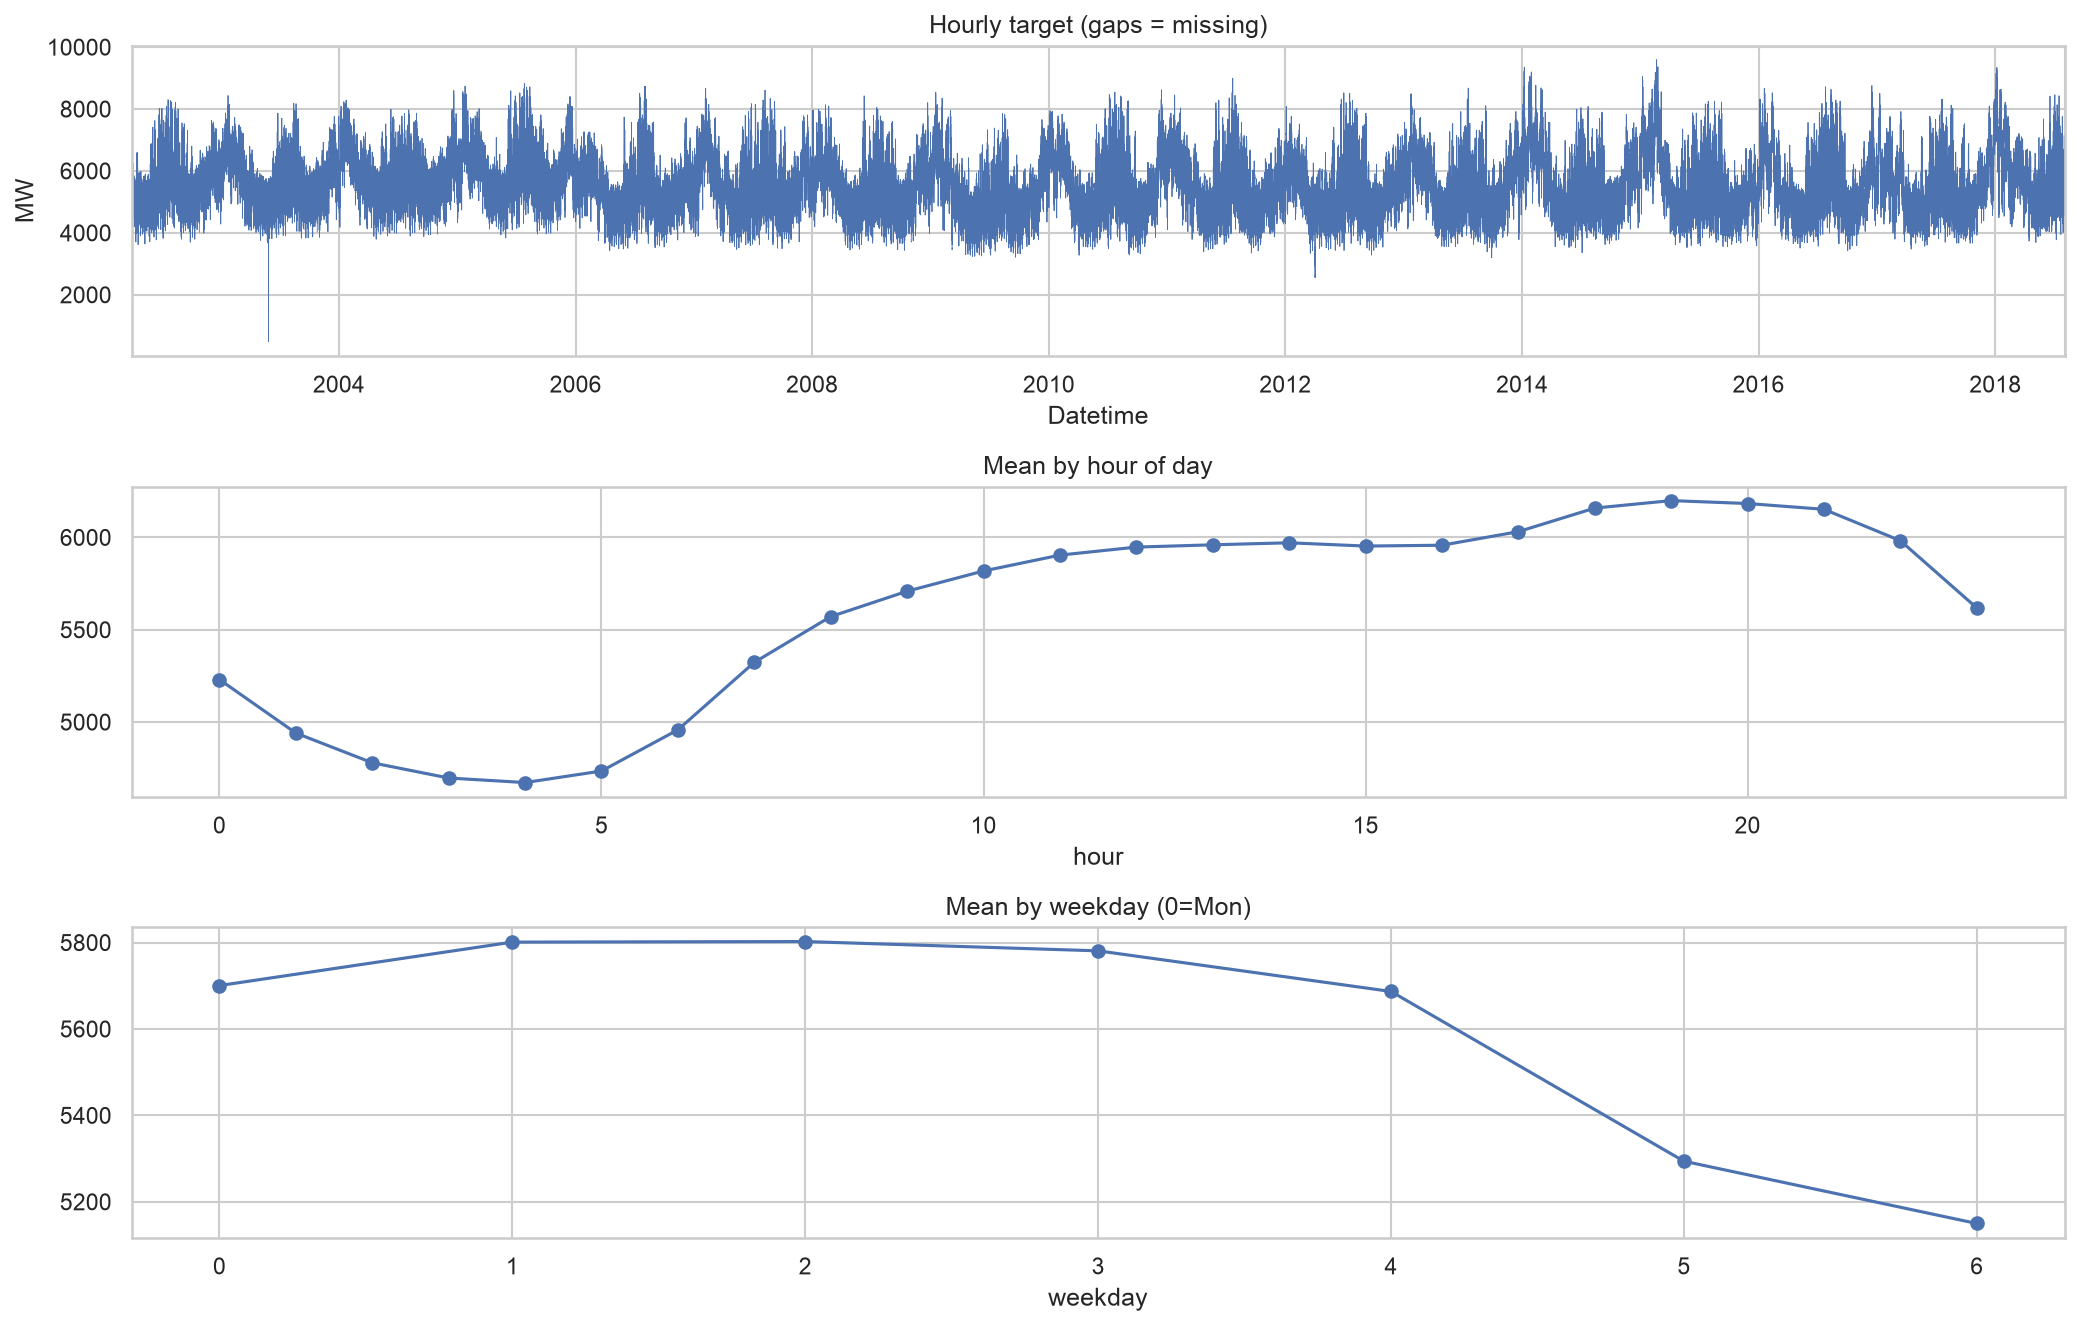 Hourly target (gaps = missing)
10000
8000
6000
4000
2000
MW
2004 2006 2008 2010 2012 2014 2016 2018
Datetime
Mean by hour of day
6000
5500
5000
0 5 10 15 20
hour
Mean by weekday (0=Mon)
5800
5600
5400
5200
0 1 2 3 4 5 6
weekday